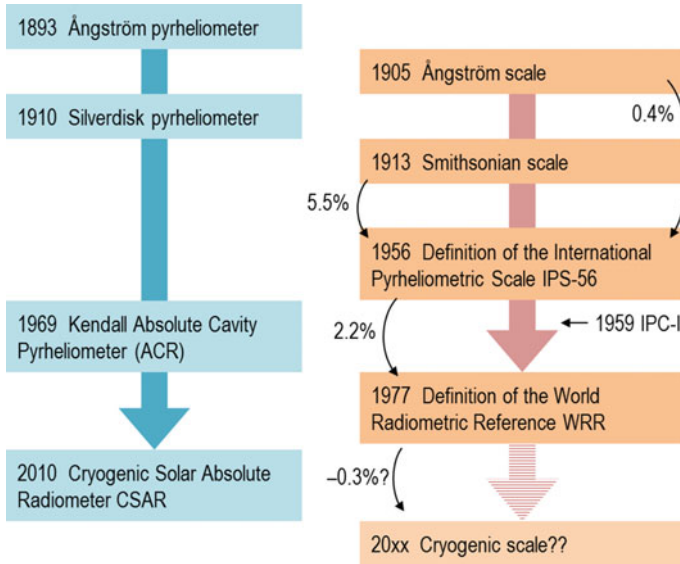 1893 Ångström pyrheliometer
1910 Silverdisk pyrheliometer
1969 Kendall Absolute Cavity
Pyrheliometer (ACR)
2010 Cryogenic Solar Absolute
Radiometer CSAR
1905 Ångström scale
0.4%
1913 Smithsonian scale
5.5%
1956 Definition of the International
Pyrheliometric Scale IPS-56
2.2%
1959 IPC-I
1977 Definition of the World
Radiometric Reference WRR
–0.3%?
20xx Cryogenic scale??